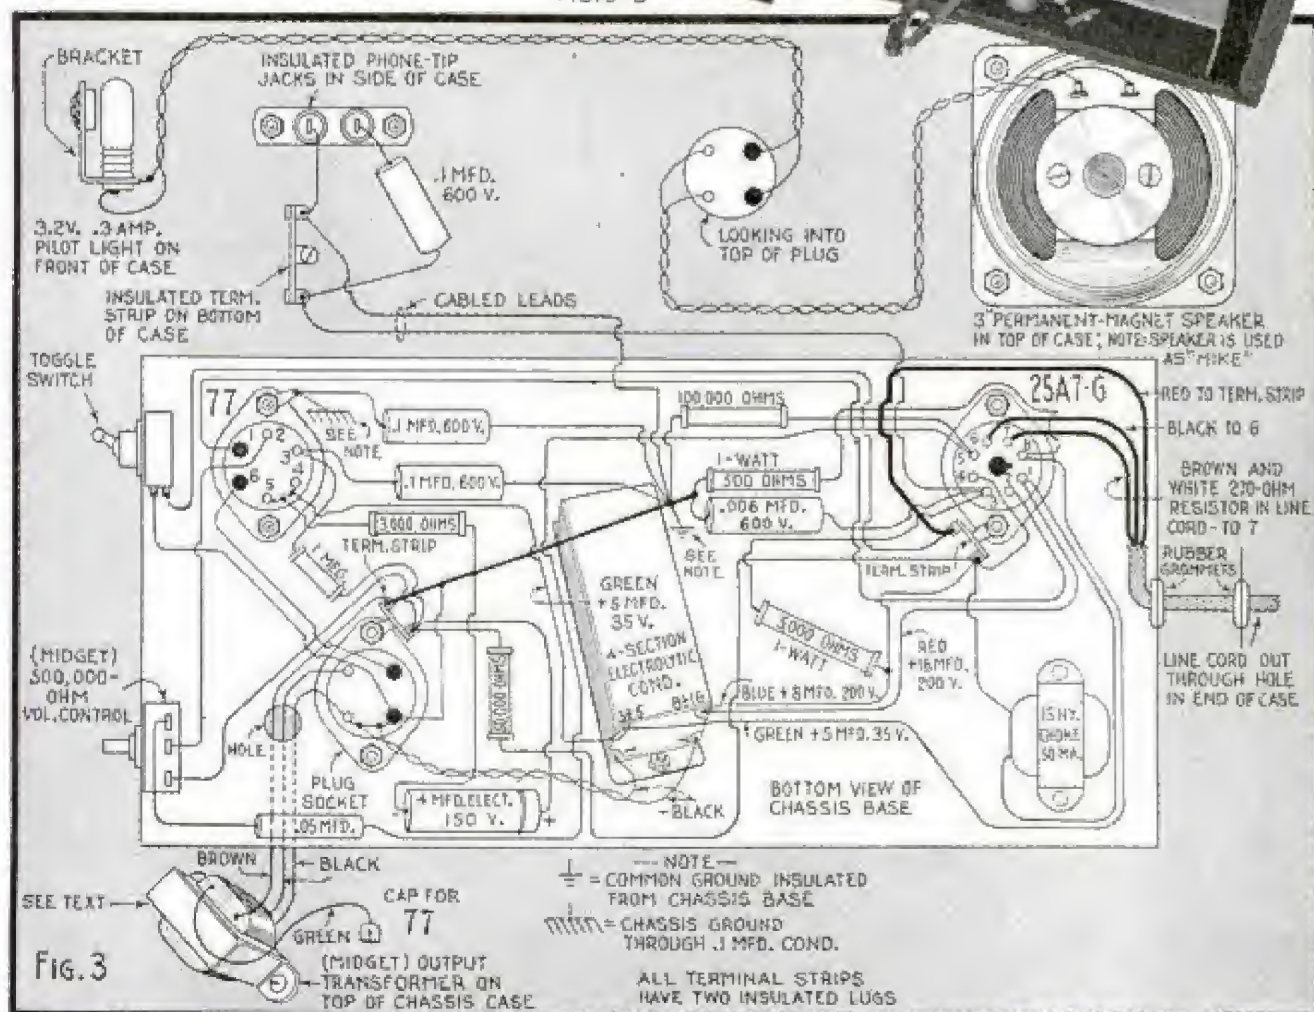 BRACKET
INSULATED PHONE-TIP
JACKS IN SIDE OF CASE
.1 MFD.
600 V.
3.2V. .3 AMP.
PILOT LIGHT ON
FRONT OF CASE
INSULATED TERM.
STRIP ON BOTTOM
OF CASE
CABLED LEADS
LOOKING INTO
TOP OF PLUG
3" PERMANENT-MAGNET SPEAKER
IN TOP OF CASE; NOTE: SPEAKER IS USED
AS "MIKE"
TOGGLE
SWITCH
77
2
3
4
5
6
SEE
NOTE
.1 MFD, 600 V.
.1 MFD, 600 V.
3,000 OHMS
TERM. STRIP
1 MEG.
100,000 OHMS
1-WATT
500 OHMS
.006 MFD.
600 V.
SEE
NOTE
25A7-G
6
5
8
1
TERM. STRIP
RED TO TERM. STRIP
BLACK TO 6
BROWN AND
WHITE 270-OHM
RESISTOR IN LINE
CORD - TO 7
RUBBER
GROMMETS
LINE CORD OUT
THROUGH HOLE
IN END OF CASE
GREEN
+ 5 MFD.
35 V.
4-SECTION
ELECTROLYTIC
COND.
1-WATT
RED
+16 MFD.
200 V.
BLUE + 8 MFD. 200 V.
GREEN + 5 MFD. 35 V.
15 HY.
CHOKE
50 MA.
(MIDGET)
500,000-
OHM
VOL. CONTROL
HOLE
PLUG
SOCKET
.05 MFD.
MFD. ELECT.
150 V.
- +
- BLACK
BOTTOM VIEW OF
CHASSIS BASE
BROWN
BLACK
SEE TEXT
CAP FOR
77
GREEN
(MIDGET) OUTPUT
TRANSFORMER ON
TOP OF CHASSIS CASE
FIG. 3
--- NOTE ---
= COMMON GROUND INSULATED
FROM CHASSIS BASE
= CHASSIS GROUND
THROUGH .1 MFD. COND.
ALL TERMINAL STRIPS
HAVE TWO INSULATED LUGS